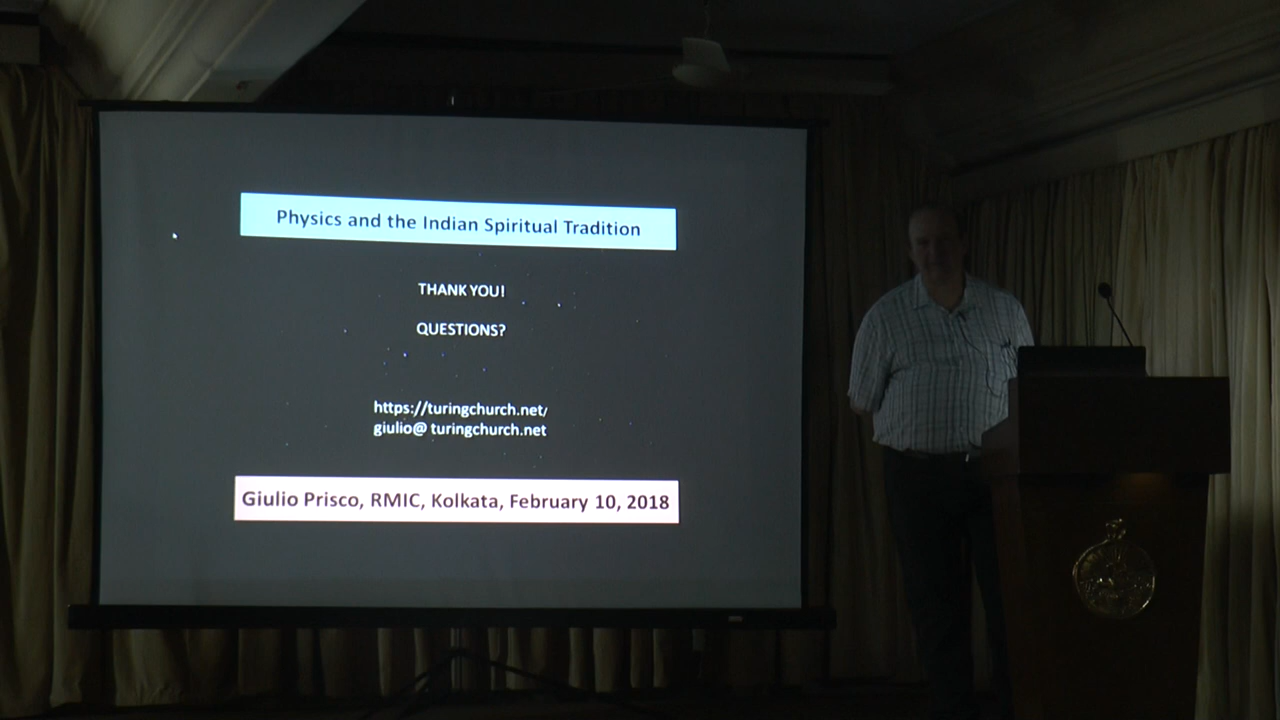 Physics and the Indian Spiritual Tradition
THANK YOU!
QUESTIONS?
https://turingchurch.net/
giulio@ turingchurch.net
Giulio Prisco, RMIC, Kolkata, February 10, 2018